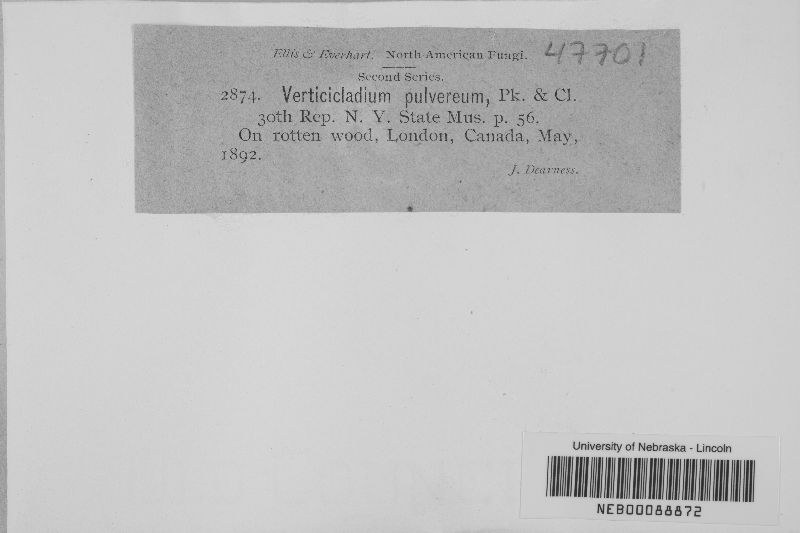 Ellis & Everhart. North American Fungi. 47701
Second Series.
2874. Verticicladium pulvereum, Pk. & Cl.
30th Rep. N. Y. State Mus. p. 56.
On rotten wood, London, Canada, May,
1892.
J. Dearness.
University of Nebraska - Lincoln
NEB00088872